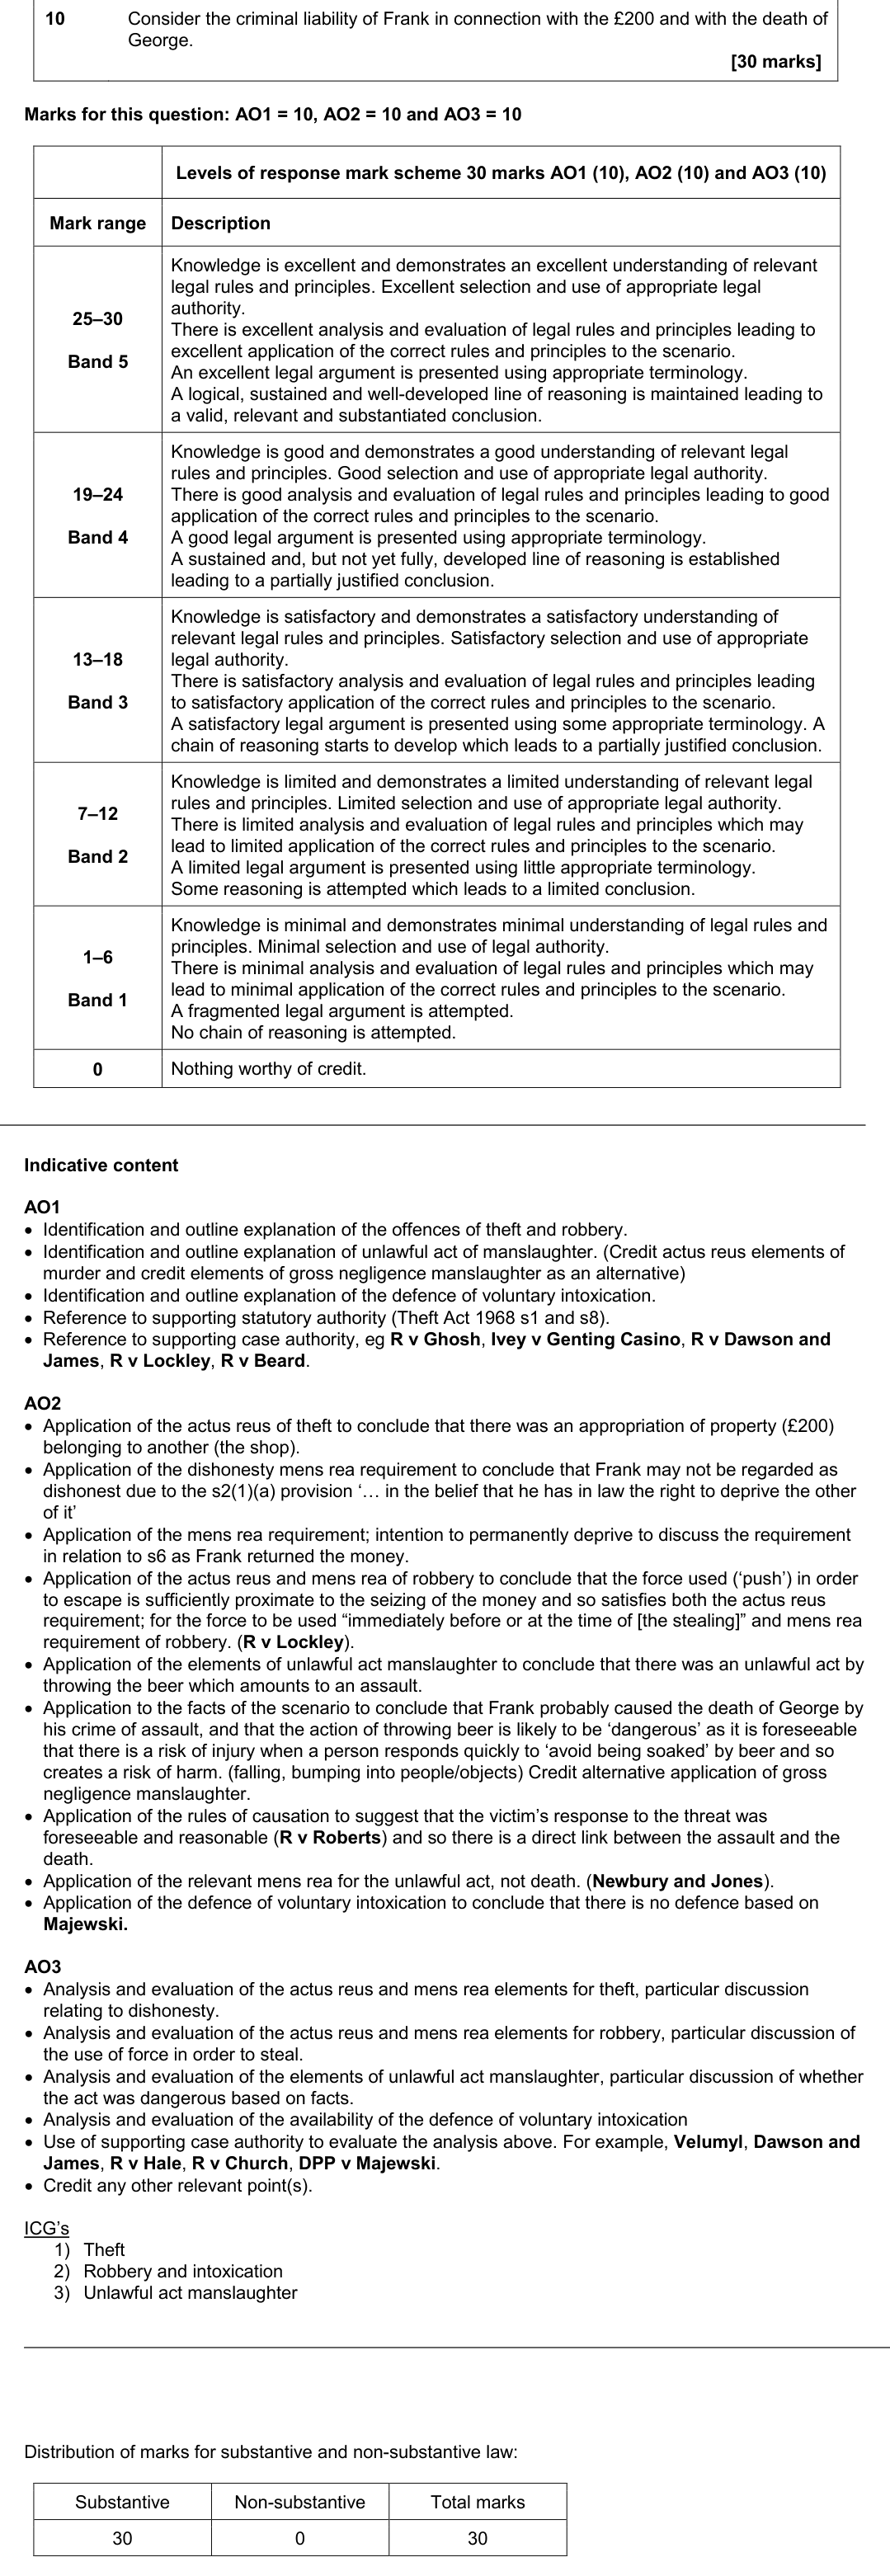 10 Consider the criminal liability of Frank in connection with the £200 and with the death of
George.
[30 marks]
Marks for this question: AO1 = 10, AO2 = 10 and AO3 = 10
Levels of response mark scheme 30 marks AO1 (10), AO2 (10) and AO3 (10)
Mark range Description
25–30
Band 5
Knowledge is excellent and demonstrates an excellent understanding of relevant
legal rules and principles. Excellent selection and use of appropriate legal
authority.
There is excellent analysis and evaluation of legal rules and principles leading to
excellent application of the correct rules and principles to the scenario.
An excellent legal argument is presented using appropriate terminology.
A logical, sustained and well-developed line of reasoning is maintained leading to
a valid, relevant and substantiated conclusion.
19–24
Band 4
Knowledge is good and demonstrates a good understanding of relevant legal
rules and principles. Good selection and use of appropriate legal authority.
There is good analysis and evaluation of legal rules and principles leading to good
application of the correct rules and principles to the scenario.
A good legal argument is presented using appropriate terminology.
A sustained and, but not yet fully, developed line of reasoning is established
leading to a partially justified conclusion.
13–18
Band 3
Knowledge is satisfactory and demonstrates a satisfactory understanding of
relevant legal rules and principles. Satisfactory selection and use of appropriate
legal authority.
There is satisfactory analysis and evaluation of legal rules and principles leading
to satisfactory application of the correct rules and principles to the scenario.
A satisfactory legal argument is presented using some appropriate terminology. A
chain of reasoning starts to develop which leads to a partially justified conclusion.
7–12
Band 2
Knowledge is limited and demonstrates a limited understanding of relevant legal
rules and principles. Limited selection and use of appropriate legal authority.
There is limited analysis and evaluation of legal rules and principles which may
lead to limited application of the correct rules and principles to the scenario.
A limited legal argument is presented using little appropriate terminology.
Some reasoning is attempted which leads to a limited conclusion.
1–6
Band 1
Knowledge is minimal and demonstrates minimal understanding of legal rules and
principles. Minimal selection and use of legal authority.
There is minimal analysis and evaluation of legal rules and principles which may
lead to minimal application of the correct rules and principles to the scenario.
A fragmented legal argument is attempted.
No chain of reasoning is attempted.
0 Nothing worthy of credit.
Indicative content
AO1
• Identification and outline explanation of the offences of theft and robbery.
• Identification and outline explanation of unlawful act of manslaughter. (Credit actus reus elements of
murder and credit elements of gross negligence manslaughter as an alternative)
• Identification and outline explanation of the defence of voluntary intoxication.
• Reference to supporting statutory authority (Theft Act 1968 s1 and s8).
• Reference to supporting case authority, eg R v Ghosh, Ivey v Genting Casino, R v Dawson and
James, R v Lockley, R v Beard.
AO2
• Application of the actus reus of theft to conclude that there was an appropriation of property (£200)
belonging to another (the shop).
• Application of the dishonesty mens rea requirement to conclude that Frank may not be regarded as
dishonest due to the s2(1)(a) provision ‘… in the belief that he has in law the right to deprive the other
of it’
• Application of the mens rea requirement; intention to permanently deprive to discuss the requirement
in relation to s6 as Frank returned the money.
• Application of the actus reus and mens rea of robbery to conclude that the force used (‘push’) in order
to escape is sufficiently proximate to the seizing of the money and so satisfies both the actus reus
requirement; for the force to be used “immediately before or at the time of [the stealing]” and mens rea
requirement of robbery. (R v Lockley).
• Application of the elements of unlawful act manslaughter to conclude that there was an unlawful act by
throwing the beer which amounts to an assault.
• Application to the facts of the scenario to conclude that Frank probably caused the death of George by
his crime of assault, and that the action of throwing beer is likely to be ‘dangerous’ as it is foreseeable
that there is a risk of injury when a person responds quickly to ‘avoid being soaked’ by beer and so
creates a risk of harm. (falling, bumping into people/objects) Credit alternative application of gross
negligence manslaughter.
• Application of the rules of causation to suggest that the victim’s response to the threat was
foreseeable and reasonable (R v Roberts) and so there is a direct link between the assault and the
death.
• Application of the relevant mens rea for the unlawful act, not death. (Newbury and Jones).
• Application of the defence of voluntary intoxication to conclude that there is no defence based on
Majewski.
AO3
• Analysis and evaluation of the actus reus and mens rea elements for theft, particular discussion
relating to dishonesty.
• Analysis and evaluation of the actus reus and mens rea elements for robbery, particular discussion of
the use of force in order to steal.
• Analysis and evaluation of the elements of unlawful act manslaughter, particular discussion of whether
the act was dangerous based on facts.
• Analysis and evaluation of the availability of the defence of voluntary intoxication
• Use of supporting case authority to evaluate the analysis above. For example, Velumyl, Dawson and
James, R v Hale, R v Church, DPP v Majewski.
• Credit any other relevant point(s).
ICG’s
1) Theft
2) Robbery and intoxication
3) Unlawful act manslaughter
Distribution of marks for substantive and non-substantive law:
Substantive Non-substantive Total marks
30 0 30